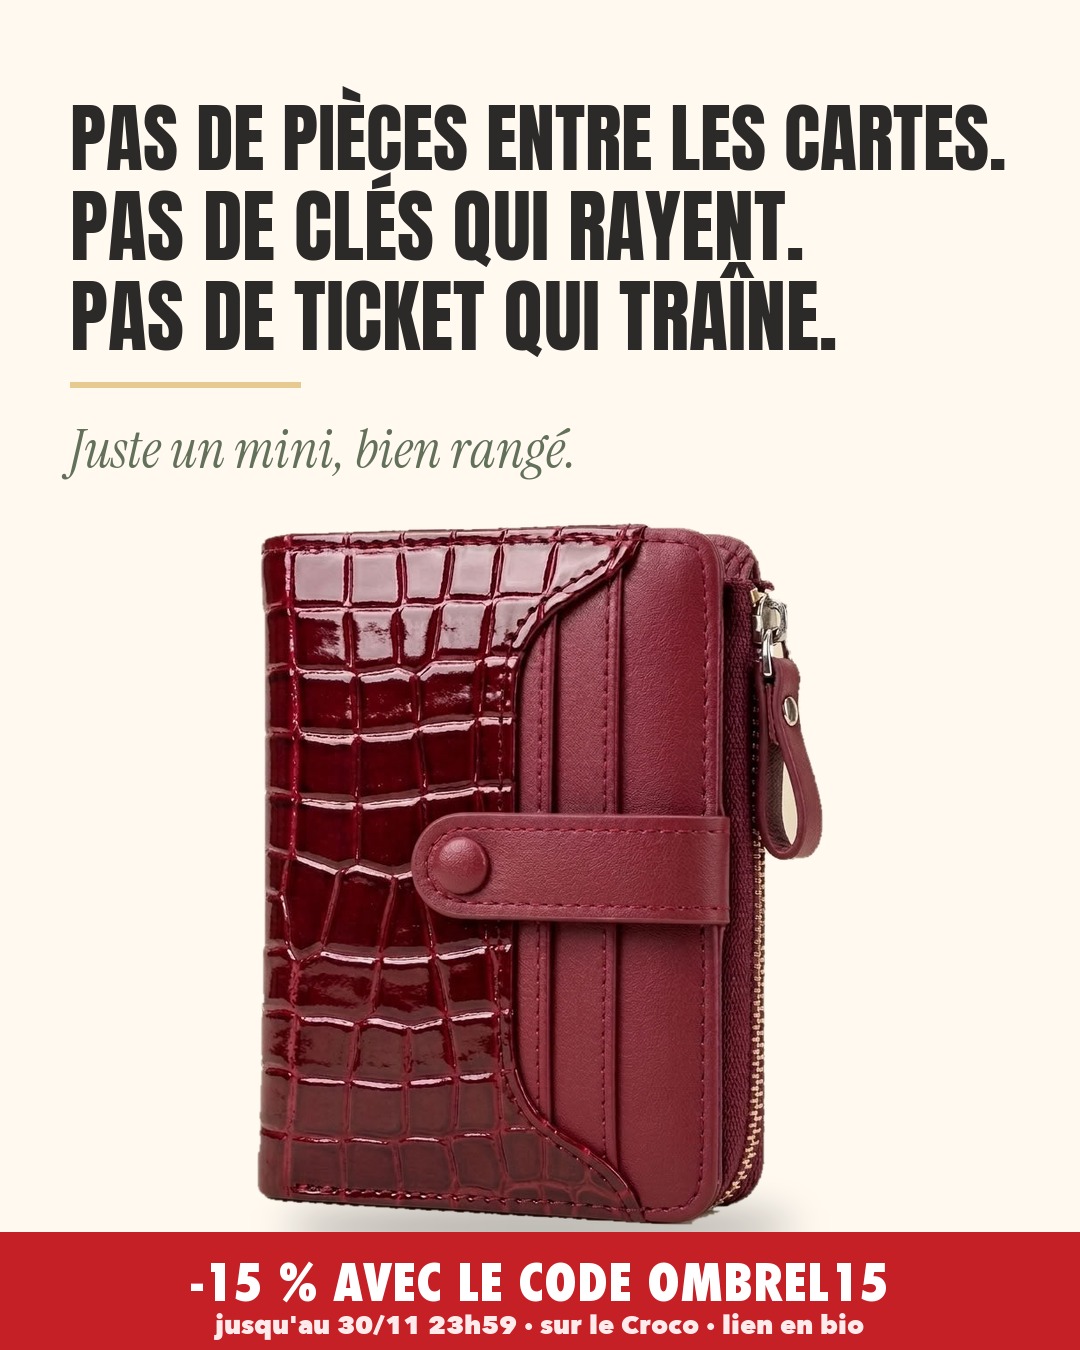 PAS DE PIÈCES ENTRE LES CARTES.
PAS DE CLÉS QUI RAYENT.
PAS DE TICKET QUI TRAÎNE.
Juste un mini, bien rangé.
-15 % AVEC LE CODE OMBREL15
jusqu'au 30/11 23h59 · sur le Croco · lien en bio